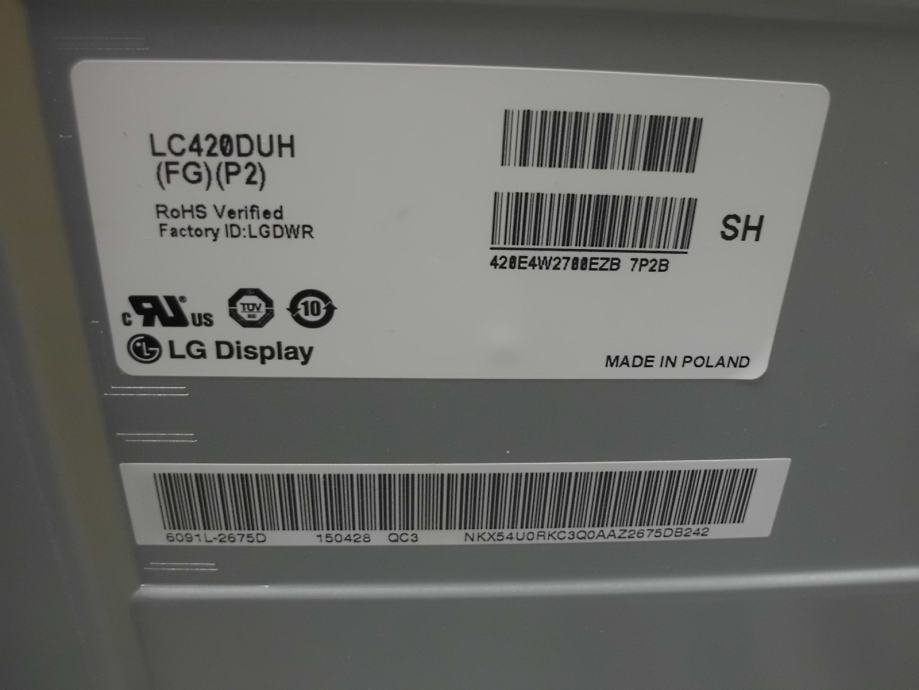 LC420DUH
(FG)(P2)
RoHS Verified
Factory ID:LGDWR
420E4W2700EZB 7P2B
SH
c RU ® US
TÜV
10
LG Display
MADE IN POLAND
6091L-2675D 150428 QC3 NKX54U0RKC3Q0AAZ2675DB242